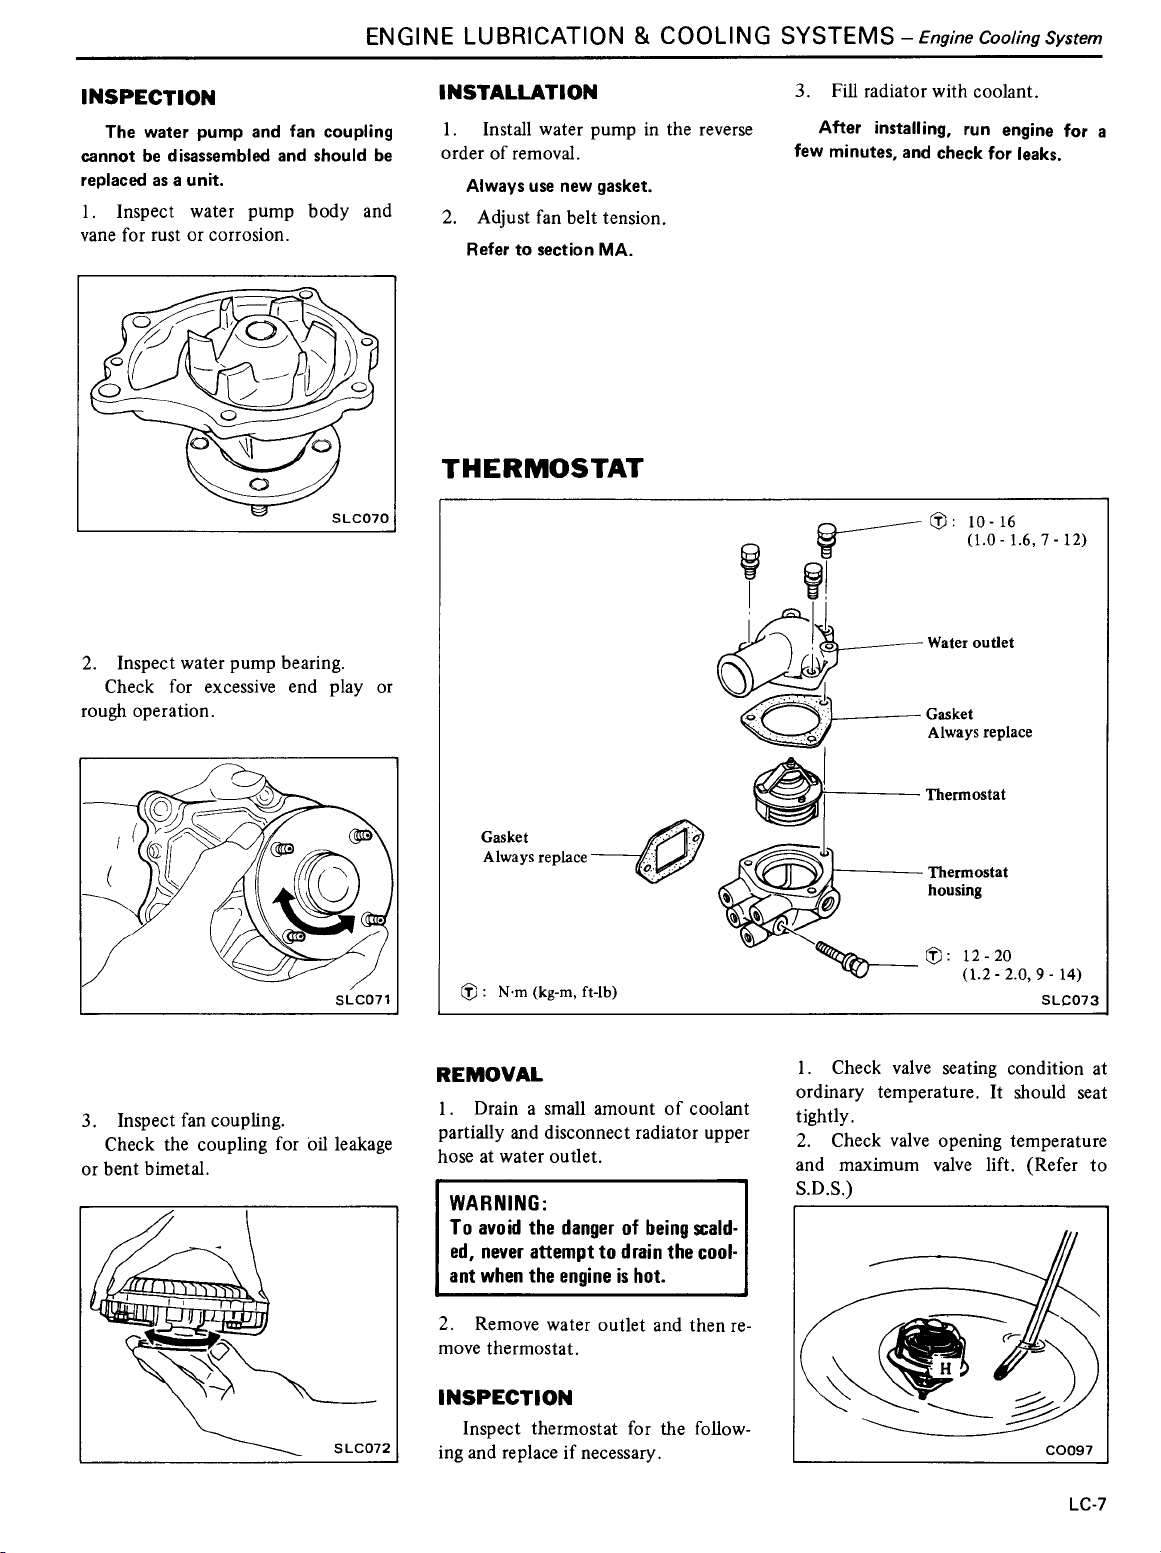 ENGINE LUBRICATION & COOLING SYSTEMS – Engine Cooling System
INSPECTION
The water pump and fan coupling
cannot be disassembled and should be
replaced as a unit.
1. Inspect water pump body and
vane for rust or corrosion.
SLC070
2. Inspect water pump bearing.
Check for excessive end play or
rough operation.
SLC071
3. Inspect fan coupling.
Check the coupling for oil leakage
or bent bimetal.
SLC072
INSTALLATION
1. Install water pump in the reverse
order of removal.
Always use new gasket.
2. Adjust fan belt tension.
Refer to section MA.
3. Fill radiator with coolant.
After installing, run engine for a
few minutes, and check for leaks.
THERMOSTAT
Ⓣ : 10 - 16
(1.0 - 1.6, 7 - 12)
Water outlet
Gasket
Always replace
Thermostat
Gasket
Always replace
Thermostat
housing
Ⓣ : 12 - 20
(1.2 - 2.0, 9 - 14)
Ⓣ : N·m (kg-m, ft-lb)
SLC073
REMOVAL
1. Drain a small amount of coolant
partially and disconnect radiator upper
hose at water outlet.
WARNING:
To avoid the danger of being scald-
ed, never attempt to drain the cool-
ant when the engine is hot.
2. Remove water outlet and then re-
move thermostat.
INSPECTION
Inspect thermostat for the follow-
ing and replace if necessary.
1. Check valve seating condition at
ordinary temperature. It should seat
tightly.
2. Check valve opening temperature
and maximum valve lift. (Refer to
S.D.S.)
H
CO097
LC-7